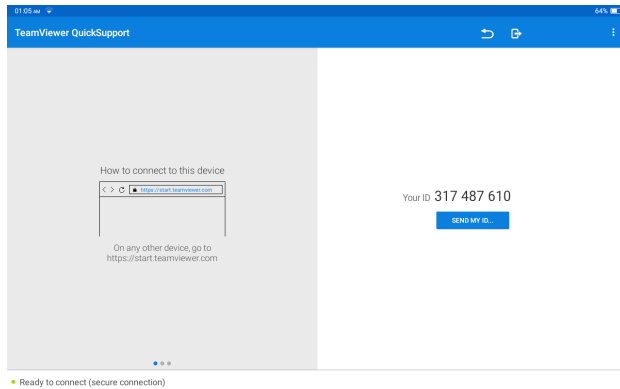 01:05 AM
64%
TeamViewer QuickSupport
How to connect to this device
https://start.teamviewer.com
On any other device, go to
https://start.teamviewer.com
Your ID 317 487 610
SEND MY ID...
Ready to connect (secure connection)